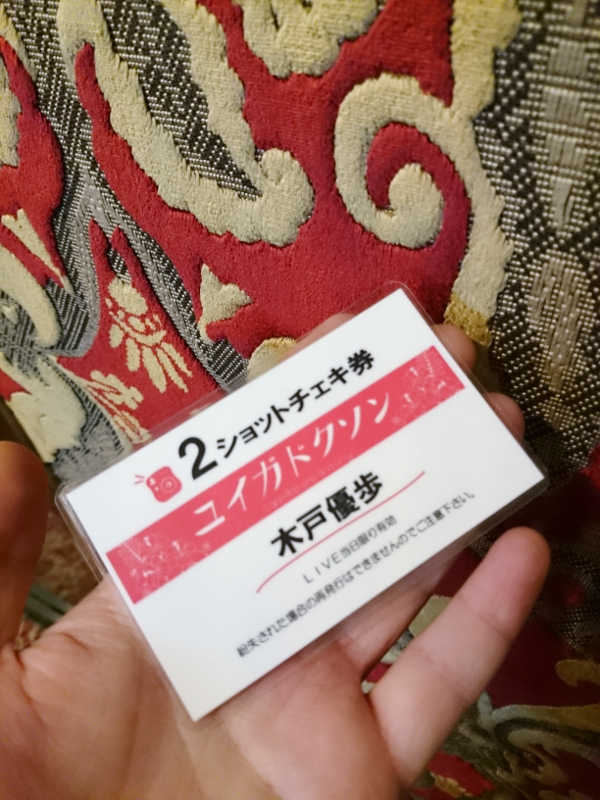 2ショットチェキ券
ユイガドクソン
木戸優歩
LIVE当日限り有効
紛失された場合の再発行はできませんのでご注意下さい。